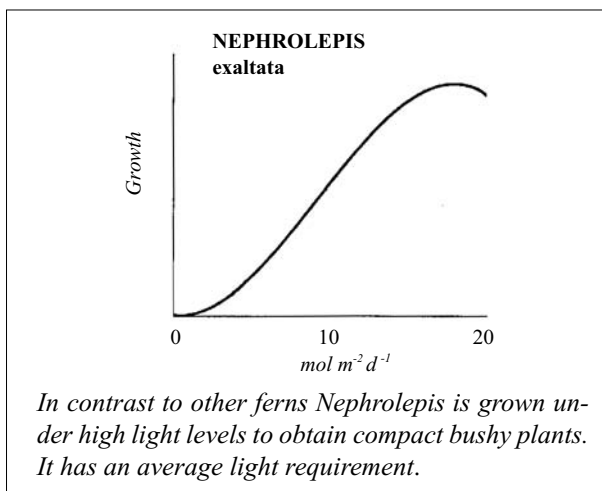 NEPHROLEPIS
exaltata
Growth
0
10
20
mol m⁻² d⁻¹
In contrast to other ferns Nephrolepis is grown un-
der high light levels to obtain compact bushy plants.
It has an average light requirement.